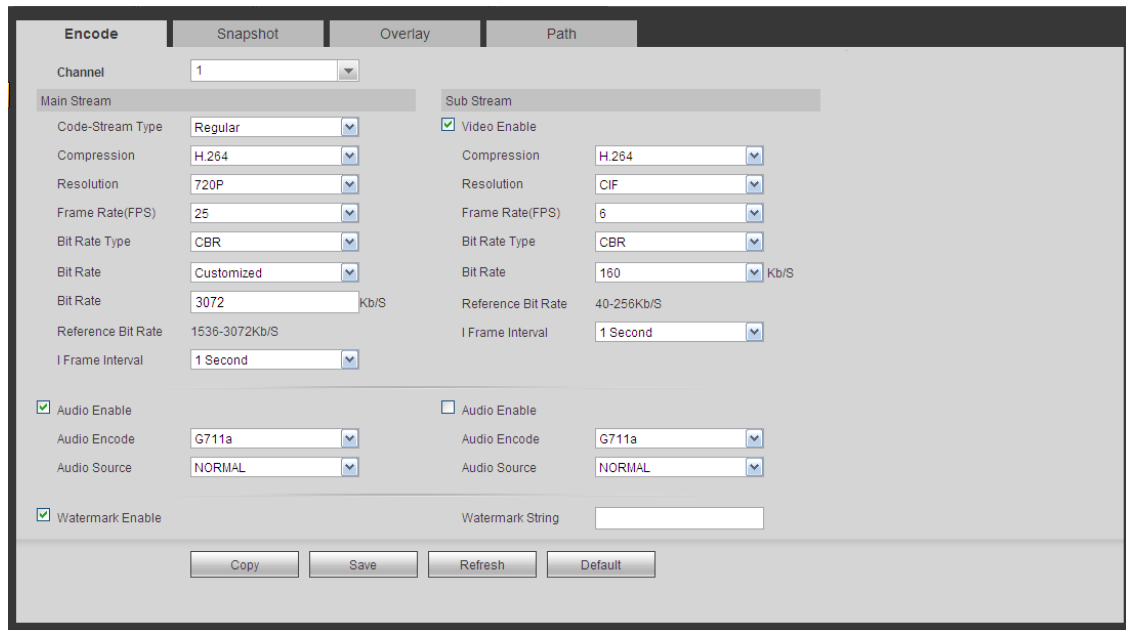 Encode Snapshot Overlay Path
Channel 1
Main Stream
Code-Stream Type Regular
Compression H.264
Resolution 720P
Frame Rate(FPS) 25
Bit Rate Type CBR
Bit Rate Customized
Bit Rate 3072 Kb/S
Reference Bit Rate 1536-3072Kb/S
I Frame Interval 1 Second
Sub Stream
Video Enable
Compression H.264
Resolution CIF
Frame Rate(FPS) 6
Bit Rate Type CBR
Bit Rate 160 Kb/S
Reference Bit Rate 40-256Kb/S
I Frame Interval 1 Second
Audio Enable
Audio Encode G711a
Audio Source NORMAL
Audio Enable
Audio Encode G711a
Audio Source NORMAL
Watermark Enable Watermark String
Copy Save Refresh Default